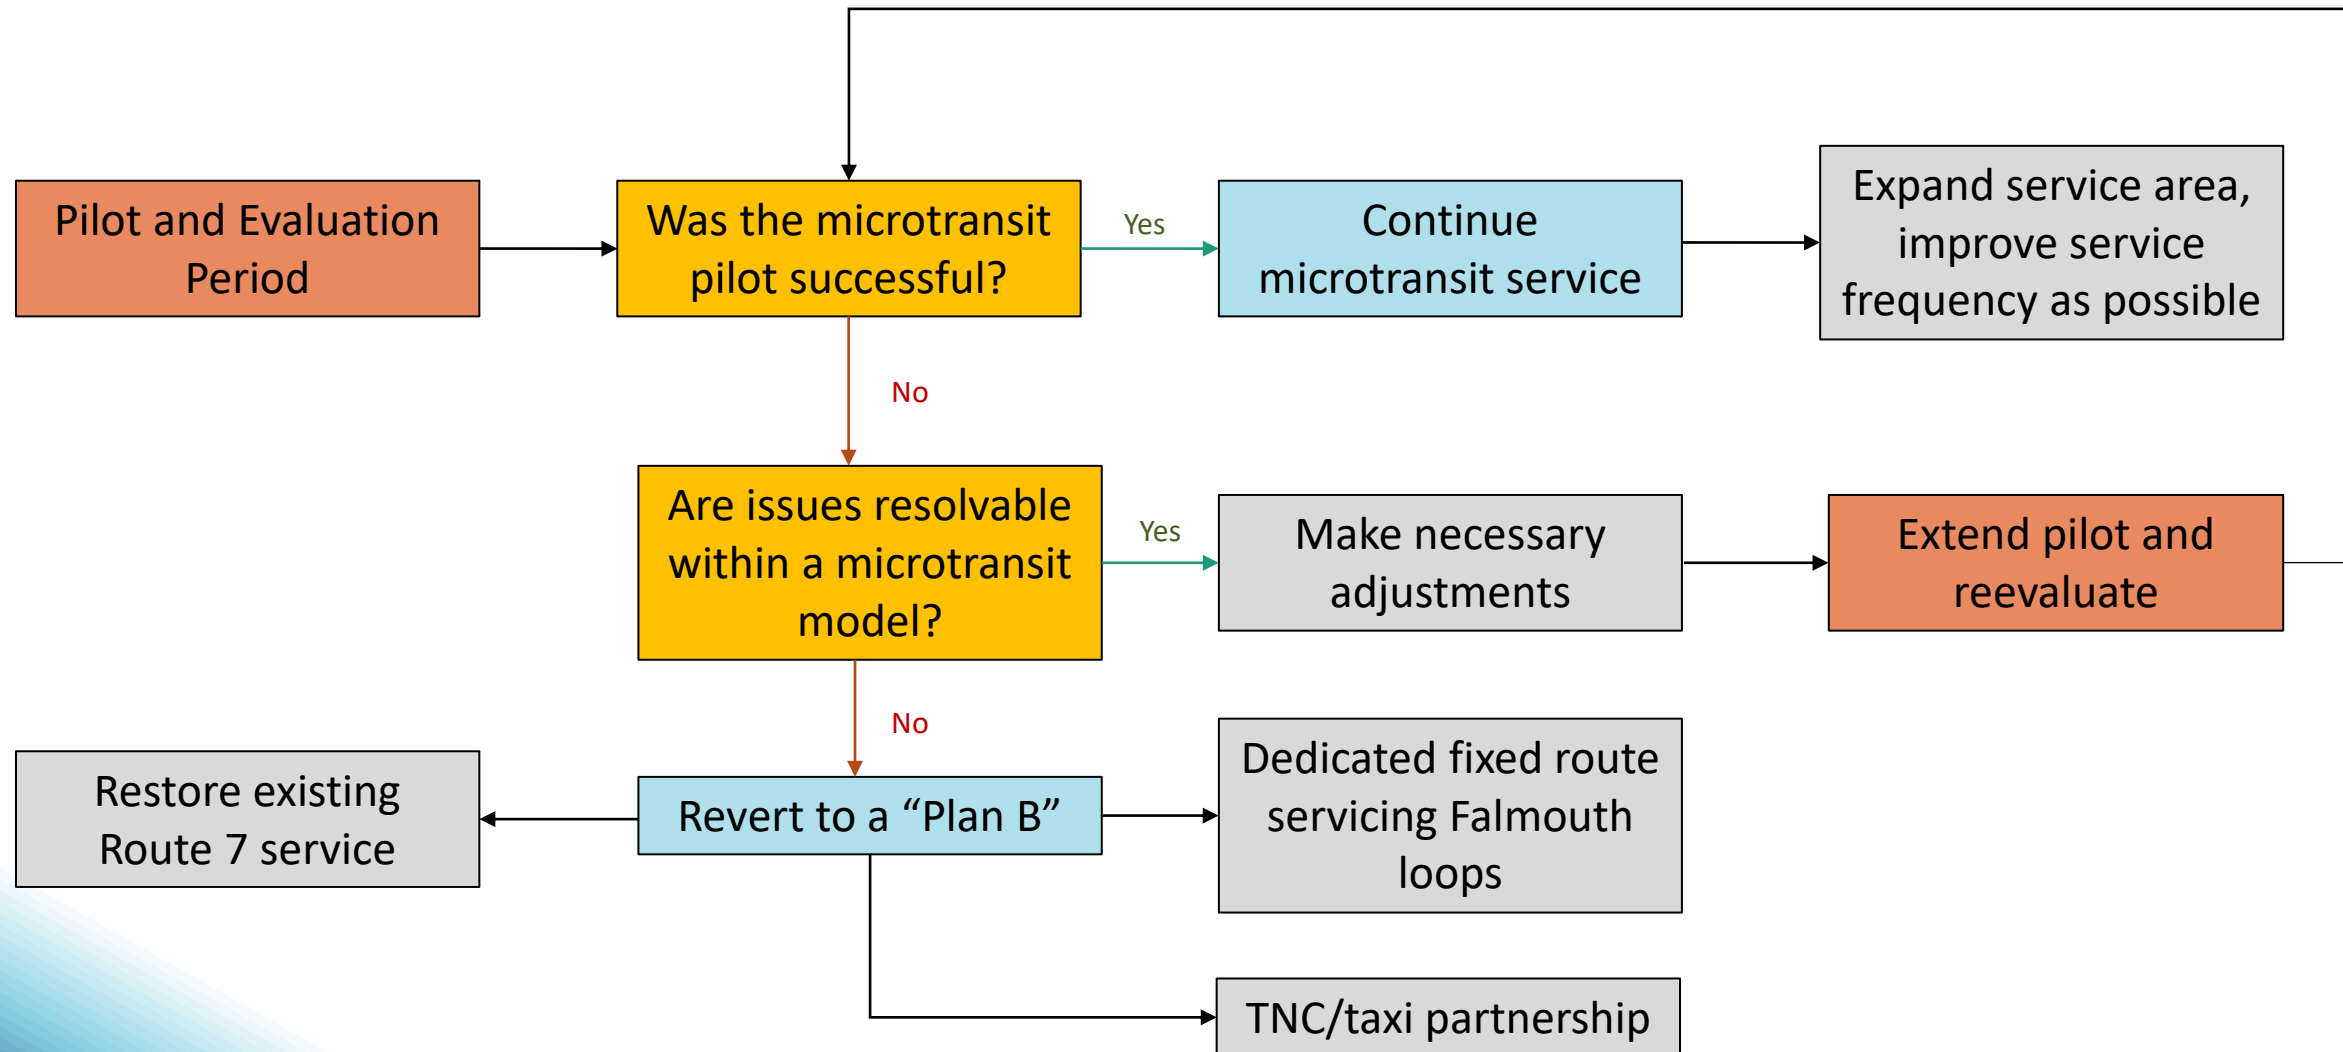 Pilot and Evaluation
Period
Was the microtransit
pilot successful?
Yes
Continue
microtransit service
Expand service area,
improve service
frequency as possible
No
Are issues resolvable
within a microtransit
model?
Yes
Make necessary
adjustments
Extend pilot and
reevaluate
No
Restore existing
Route 7 service
Revert to a “Plan B”
Dedicated fixed route
servicing Falmouth
loops
TNC/taxi partnership